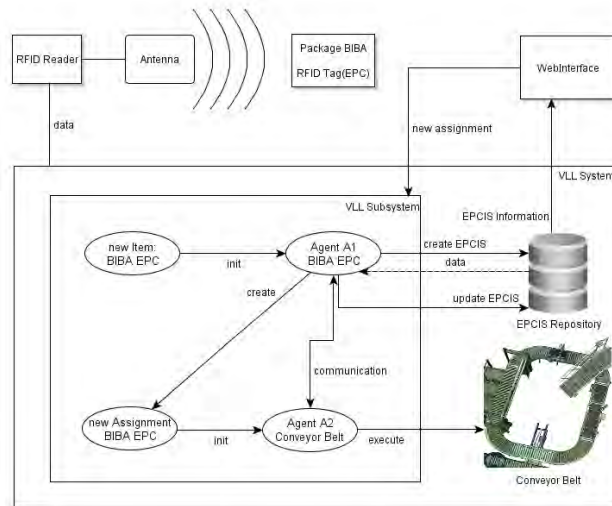 RFID Reader
Antenna
Package BIBA
RFID Tag(EPC)
WebInterface
data
new assignment
VLL System
VLL Subsystem
EPCIS Information
new Item:
BIBA EPC
init
Agent A1
BIBA EPC
create EPCIS
data
create
update EPCIS
EPCIS Repository
communication
new Assignment
BIBA EPC
init
Agent A2
Conveyor Belt
execute
Conveyor Belt